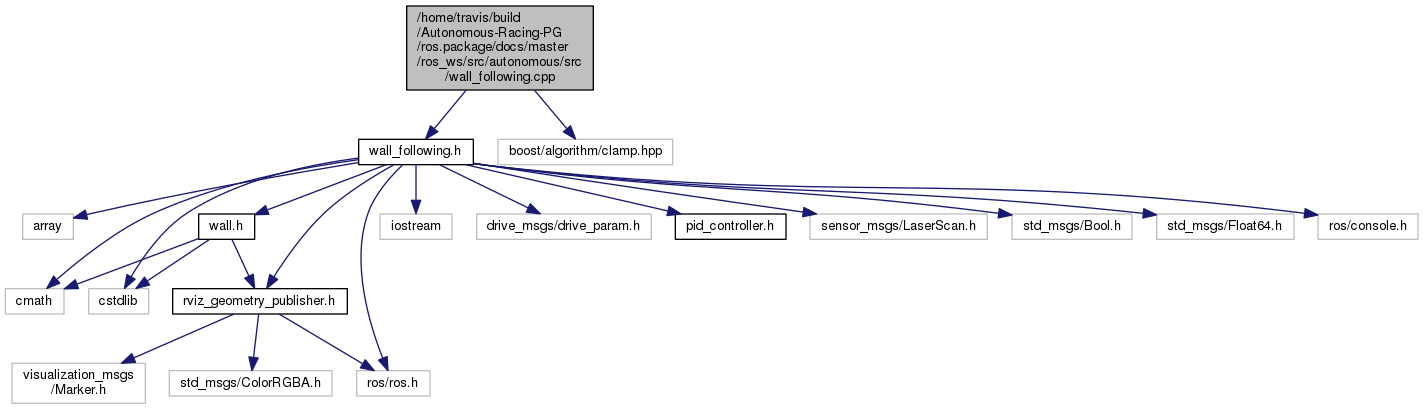 /home/travis/build
/Autonomous-Racing-PG
/ros.package/docs/master
/ros_ws/src/autonomous/src
/wall_following.cpp
wall_following.h
boost/algorithm/clamp.hpp
array
wall.h
iostream
drive_msgs/drive_param.h
pid_controller.h
sensor_msgs/LaserScan.h
std_msgs/Bool.h
std_msgs/Float64.h
ros/console.h
cmath
cstdlib
rviz_geometry_publisher.h
visualization_msgs
/Marker.h
std_msgs/ColorRGBA.h
ros/ros.h